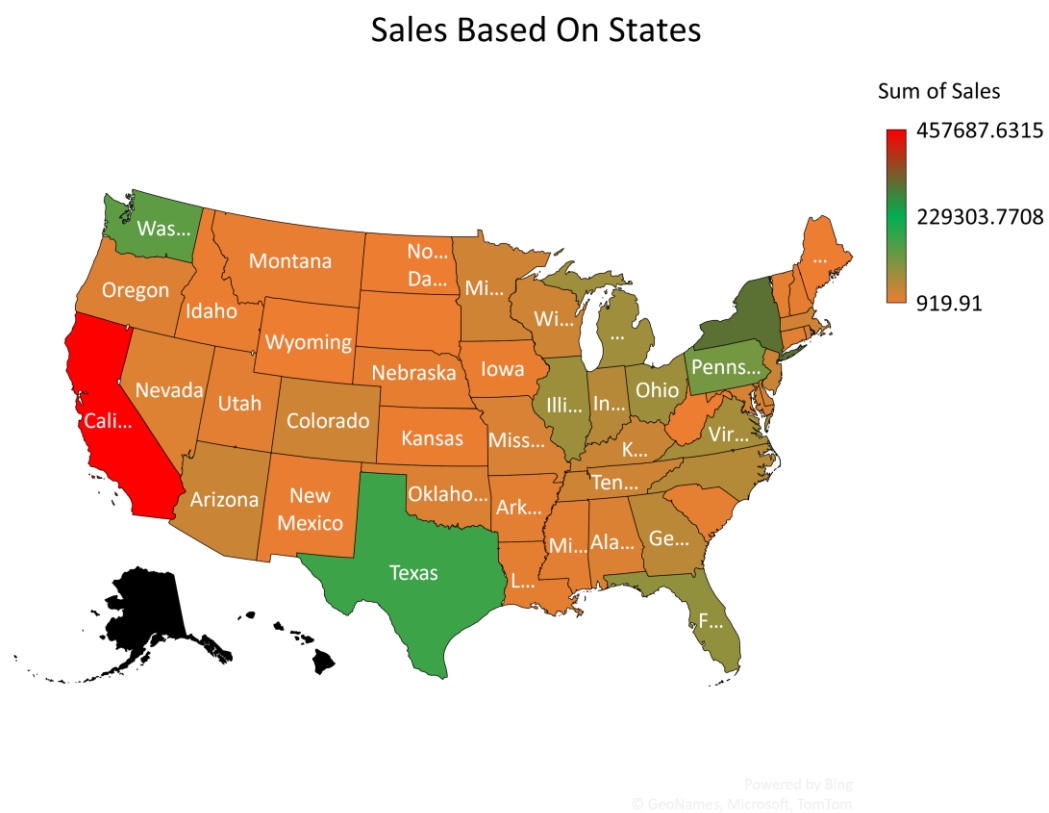 Sales Based On States
Sum of Sales
457687.6315
229303.7708
919.91
Was...
Montana
No...
Da...
Mi...
Oregon
Idaho
Wi...
...
...
Wyoming
Nebraska
Iowa
Penns...
Nevada
Utah
Colorado
Illi...
In...
Ohio
Cali...
Kansas
Miss...
K...
Vir...
Arizona
New
Mexico
Oklaho...
Ark...
Ten...
Texas
L...
Mi...
Ala...
Ge...
F...
Powered by Bing
© GeoNames, Microsoft, TomTom